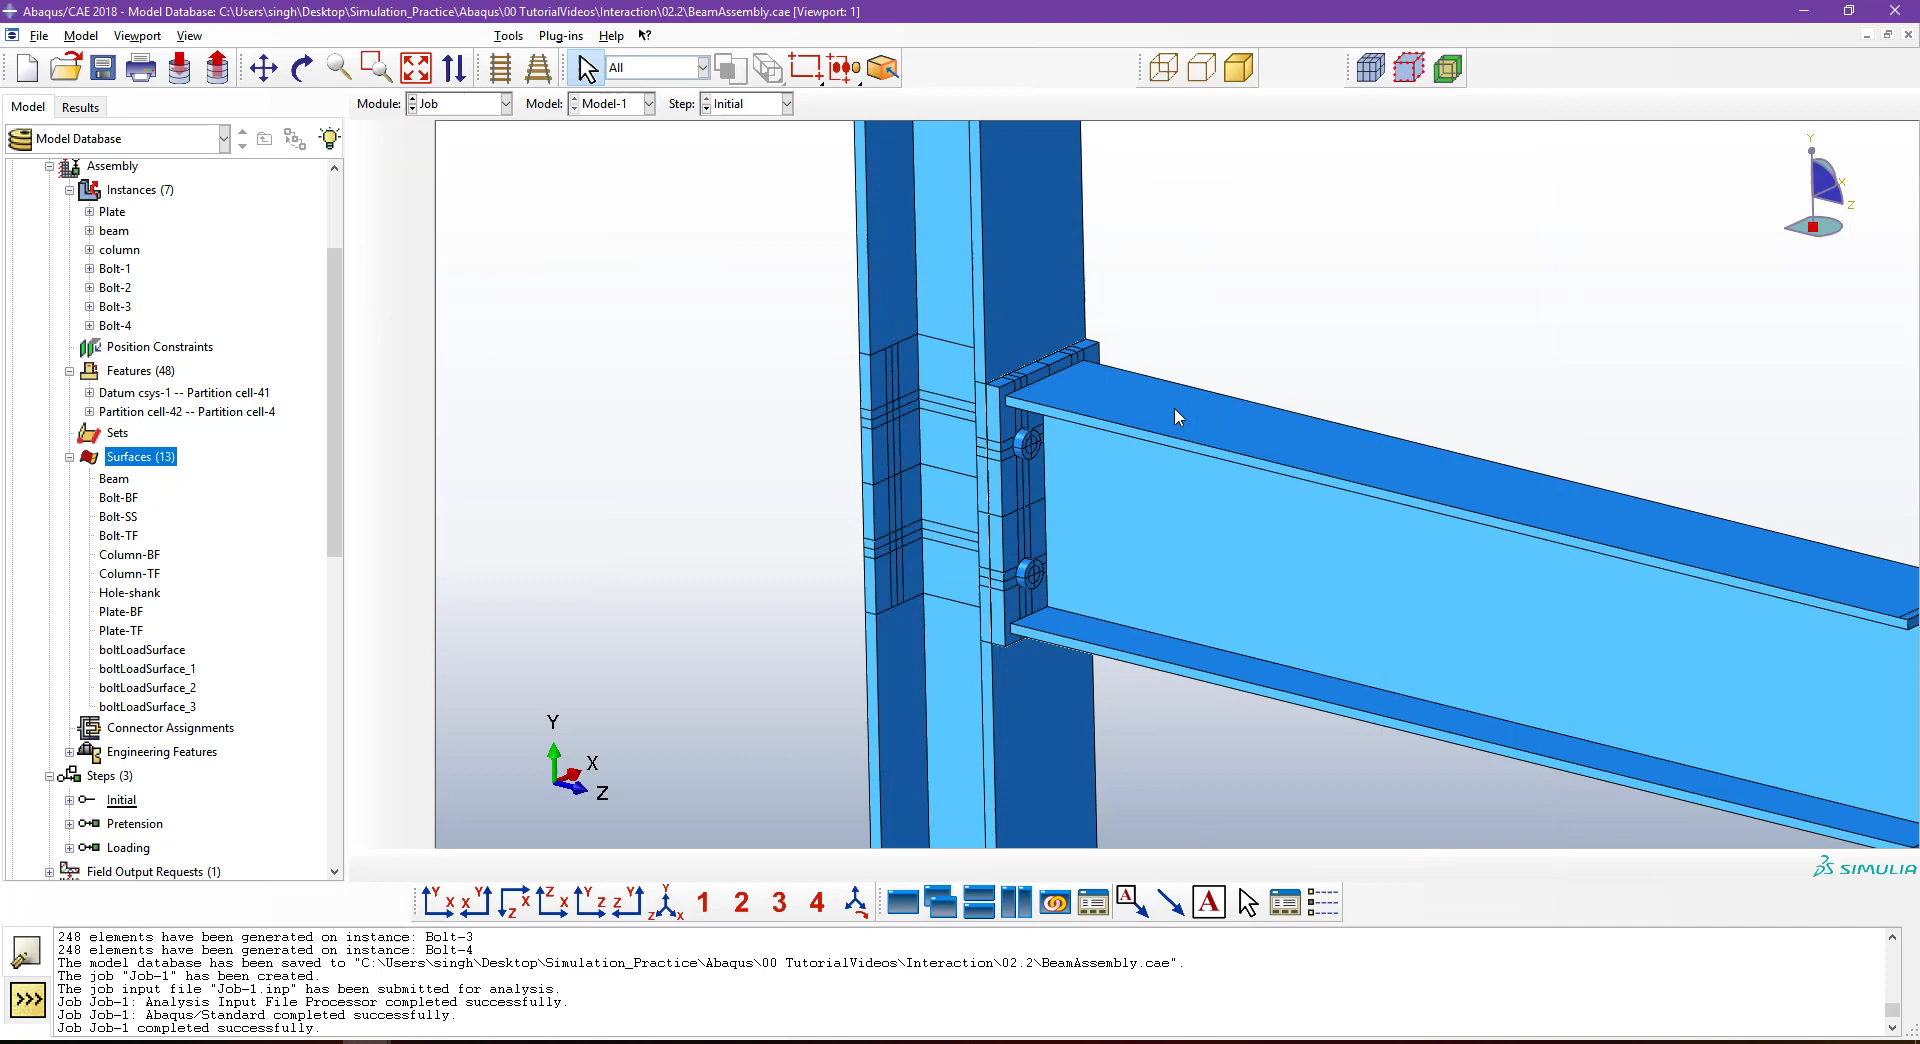 Abaqus/CAE 2018 - Model Database: C:\Users\singh\Desktop\Simulation_Practice\Abaqus\00 TutorialVideos\Interaction\02.2\BeamAssembly.cae [Viewport: 1]
File Model Viewport View Tools Plug-ins Help
All
Model Results
Module: Job Model: Model-1 Step: Initial
Model Database
Assembly
Instances (7)
Plate
beam
column
Bolt-1
Bolt-2
Bolt-3
Bolt-4
Position Constraints
Features (48)
Datum csys-1 -- Partition cell-41
Partition cell-42 -- Partition cell-4
Sets
Surfaces (13)
Beam
Bolt-BF
Bolt-SS
Bolt-TF
Column-BF
Column-TF
Hole-shank
Plate-BF
Plate-TF
boltLoadSurface
boltLoadSurface_1
boltLoadSurface_2
boltLoadSurface_3
Connector Assignments
Engineering Features
Steps (3)
Initial
Pretension
Loading
Field Output Requests (1)
Y
X
Z
Y
X
Z
SIMULIA
1 2 3 4
A
A
248 elements have been generated on instance: Bolt-3
248 elements have been generated on instance: Bolt-4
The model database has been saved to "C:\Users\singh\Desktop\Simulation_Practice\Abaqus\00 TutorialVideos\Interaction\02.2\BeamAssembly.cae".
The job "Job-1" has been created.
The job input file "Job-1.inp" has been submitted for analysis.
Job Job-1: Analysis Input File Processor completed successfully.
Job Job-1: Abaqus/Standard completed successfully.
Job Job-1 completed successfully.